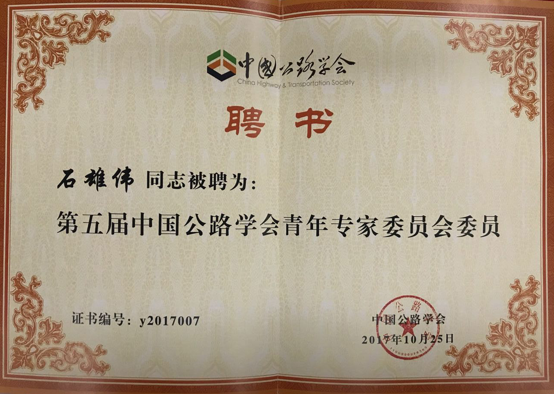 中国公路学会
China Highway & Transportation Society
聘书
石雄伟 同志被聘为：
第五届中国公路学会青年专家委员会委员
证书编号：y2017007
中国公路学会
2017年10月25日